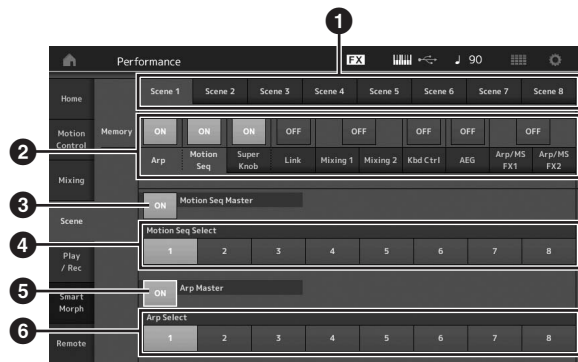 1
Performance FX 90
Home
Scene 1 Scene 2 Scene 3 Scene 4 Scene 5 Scene 6 Scene 7 Scene 8
Motion Control
Memory
2
ON ON ON OFF OFF OFF OFF OFF
Arp Motion Seq Super Knob Link Mixing 1 Mixing 2 Kbd Ctrl AEG Arp/MS FX1 Arp/MS FX2
Mixing
3
ON Motion Seq Master
Scene
4
Motion Seq Select
1 2 3 4 5 6 7 8
Play / Rec
5
ON Arp Master
Smart Morph
6
Arp Select
1 2 3 4 5 6 7 8
Remote